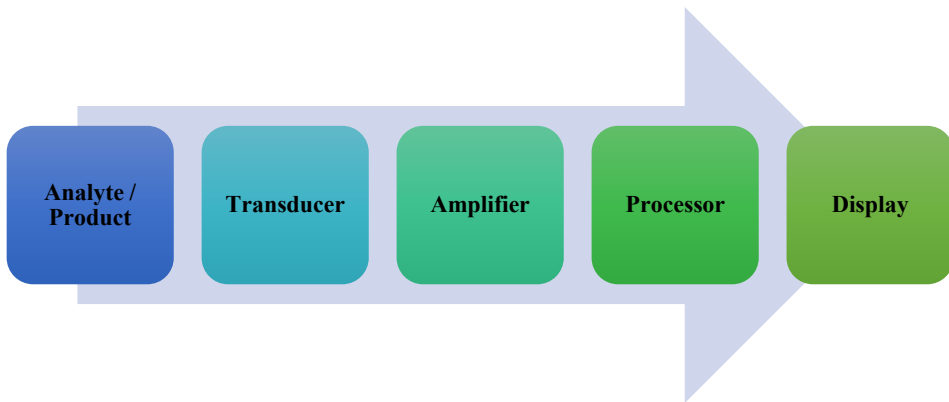 Analyte /
Product
Transducer
Amplifier
Processor
Display